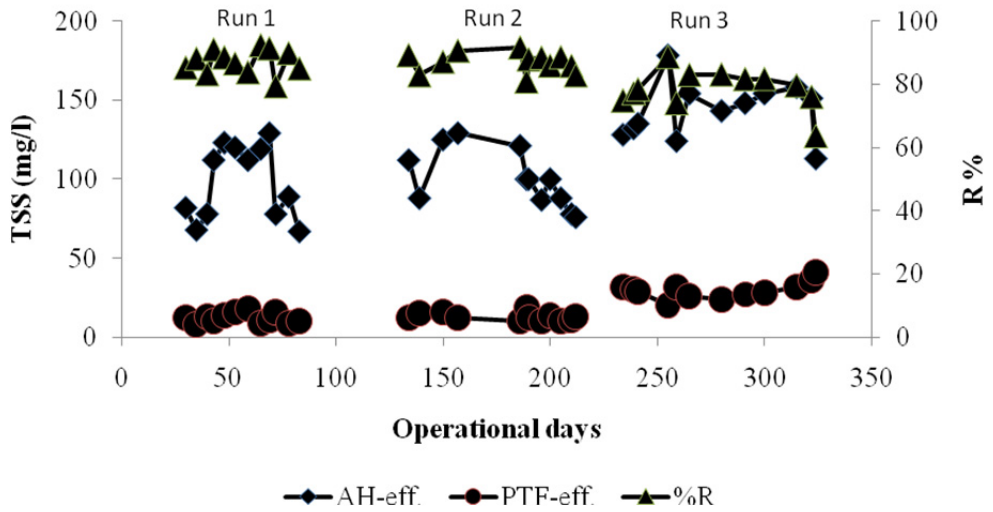 Run 1 Run 2 Run 3
200 100
150 80
100 60
50 40
0 20
0
TSS (mg/l)
R %
0 50 100 150 200 250 300 350
Operational days
AH-eff. PTF-eff. %R